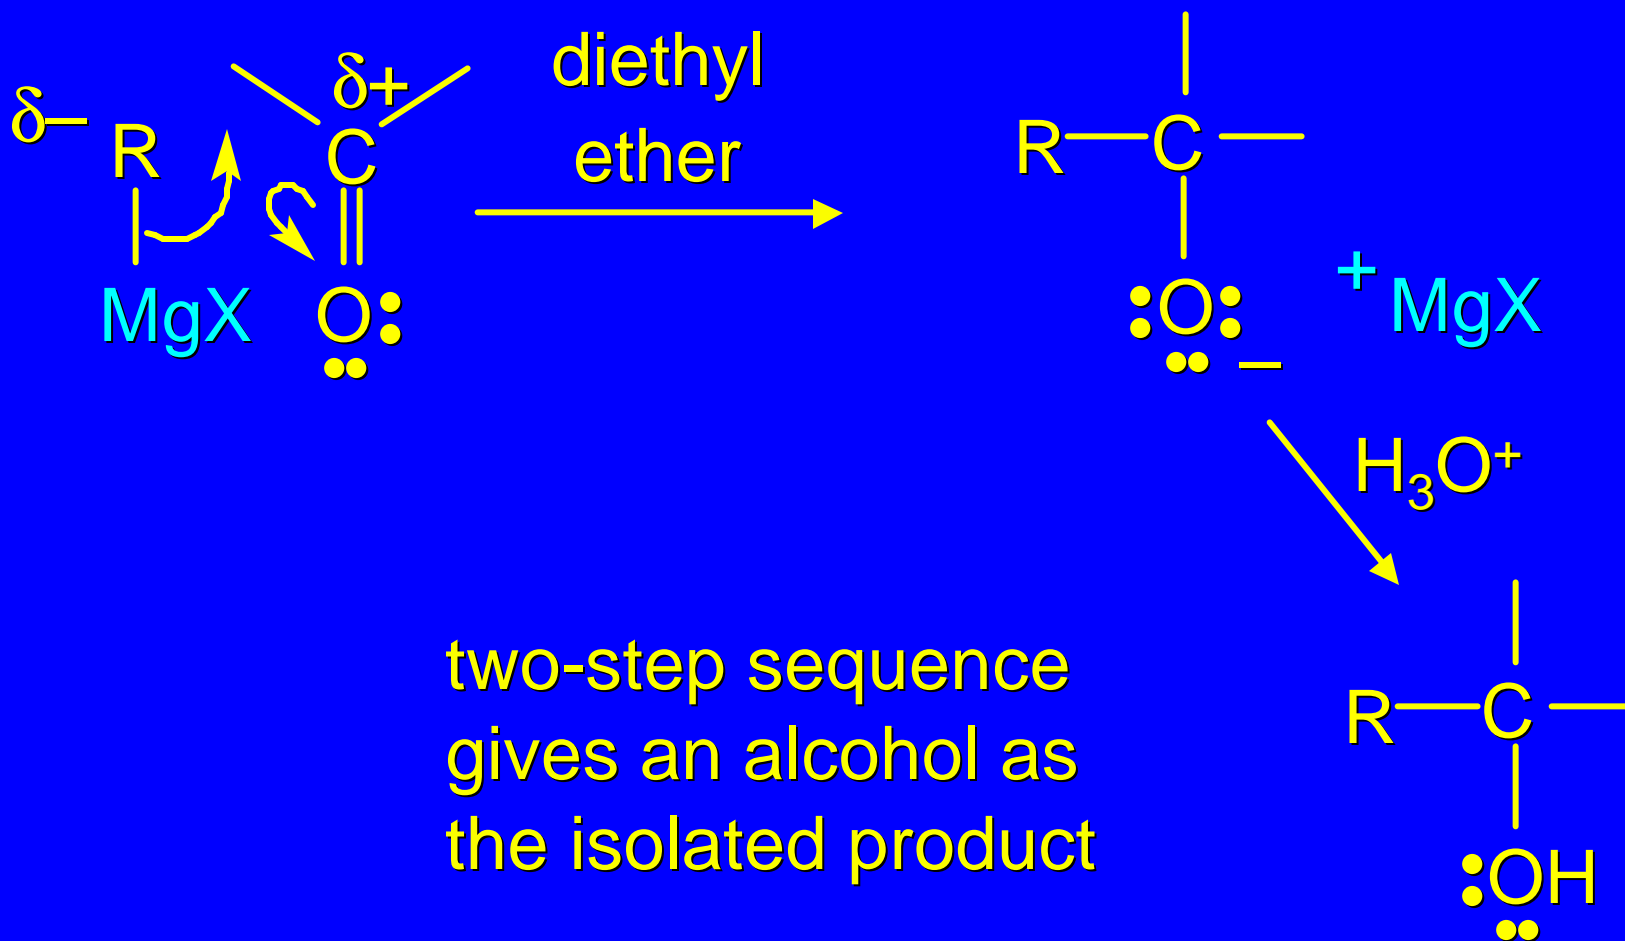 δ– R
δ+
C
MgX
O
diethyl
ether
R C
O –
+ MgX
H₃O⁺
two-step sequence
gives an alcohol as
the isolated product
R C
OH